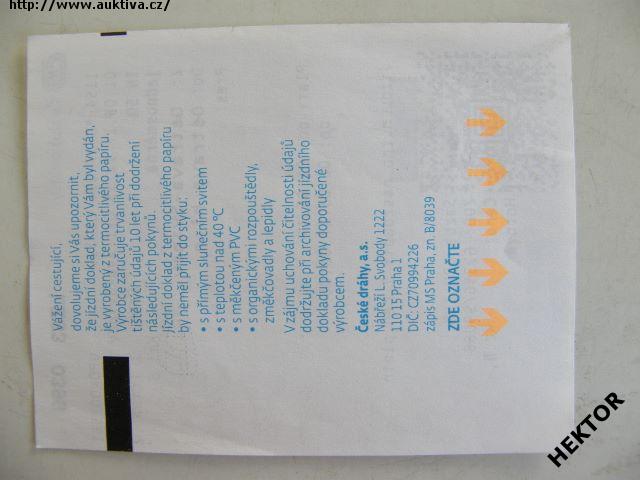 http://www.auktiva.cz/
Vážení cestující,
dovolujeme si Vás upozornit,
že jízdní doklad, který Vám byl vydán,
je vyrobený z termocitlivého papíru.
Výrobce zaručuje trvanlivost
tištěných údajů 10 let při dodržení
následujících pokynů.
Jízdní doklad z termocitlivého papíru
by neměl přijít do styku:
• s přímým slunečním svitem
• s teplotou nad 40 °C
• s měkčeným PVC
• s organickými rozpouštědly,
změkčovadly a lepidly
V zájmu uchování čitelnosti údajů
dodržujte při archivování jízdního
dokladu pokyny doporučené
výrobcem.
České dráhy, a.s.
Nábřeží L. Svobody 1222
110 15 Praha 1
DIČ: CZ70994226
zápis MS Praha, zn. B/8039
ZDE OZNAČTE
HEKTOR